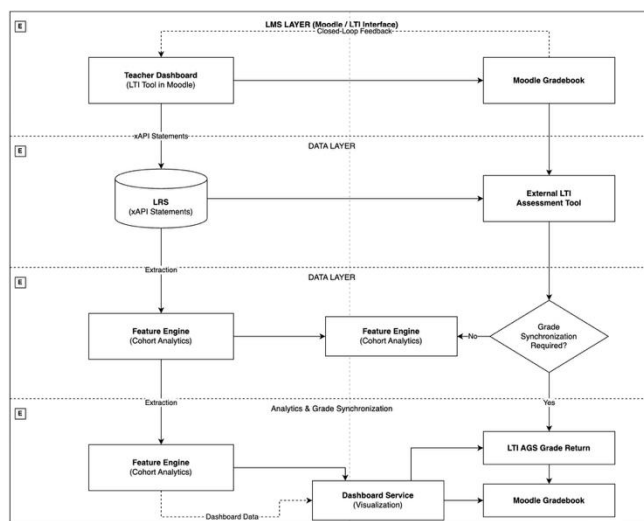 E
LMS LAYER (Moodle / LTI Interface)
Closed-Loop Feedback
Teacher Dashboard
(LTI Tool in Moodle)
Moodle Gradebook
xAPI Statements
E
DATA LAYER
LRS
(xAPI Statements)
External LTI
Assessment Tool
Extraction
E
DATA LAYER
Feature Engine
(Cohort Analytics)
Feature Engine
(Cohort Analytics)
No
Grade
Synchronization
Required?
Extraction
E
Analytics & Grade Synchronization
Yes
Feature Engine
(Cohort Analytics)
LTI AGS Grade Return
Dashboard Service
(Visualization)
Moodle Gradebook
Dashboard Data